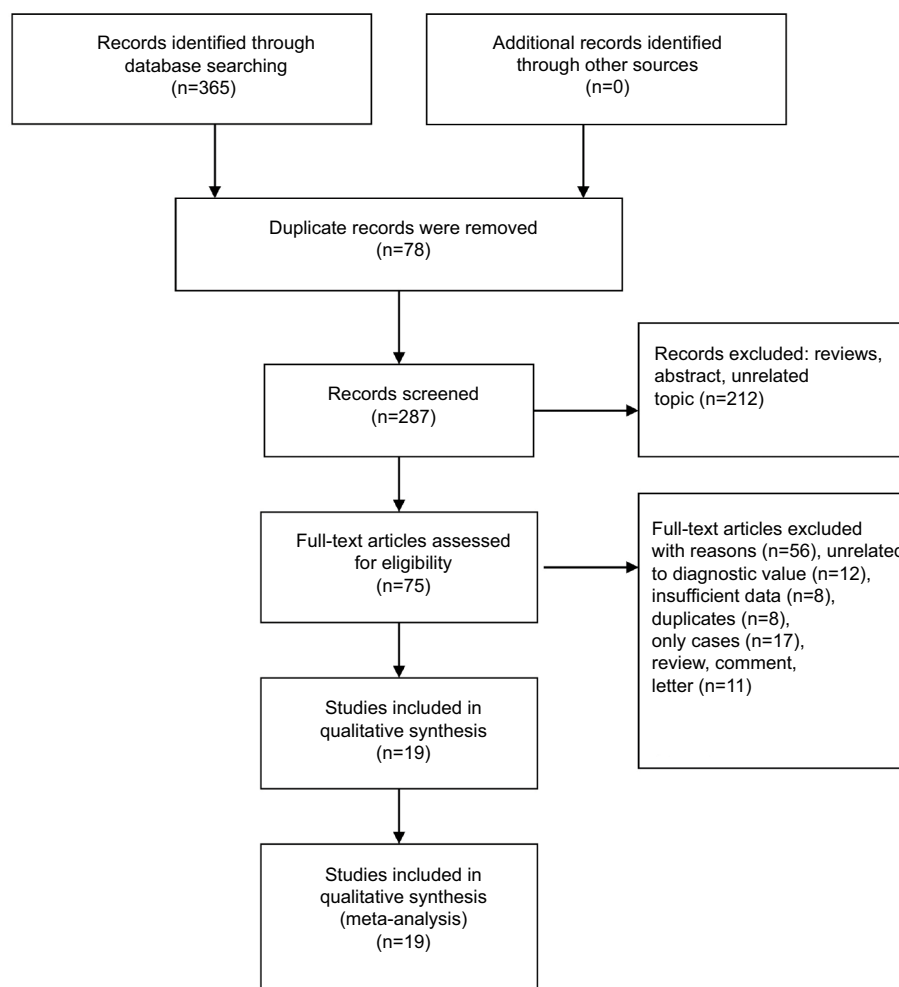 Records identified through
database searching
(n=365)
Additional records identified
through other sources
(n=0)
Duplicate records were removed
(n=78)
Records screened
(n=287)
Records excluded: reviews,
abstract, unrelated
topic (n=212)
Full-text articles assessed
for eligibility
(n=75)
Full-text articles excluded
with reasons (n=56), unrelated
to diagnostic value (n=12),
insufficient data (n=8),
duplicates (n=8),
only cases (n=17),
review, comment,
letter (n=11)
Studies included in
qualitative synthesis
(n=19)
Studies included in
qualitative synthesis
(meta-analysis)
(n=19)